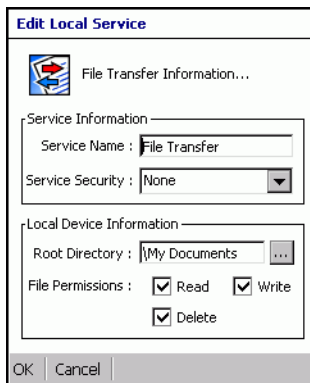 Edit Local Service
File Transfer Information...
Service Information
Service Name : File Transfer
Service Security : None
Local Device Information
Root Directory : \My Documents ...
File Permissions : Read Write
Delete
OK Cancel